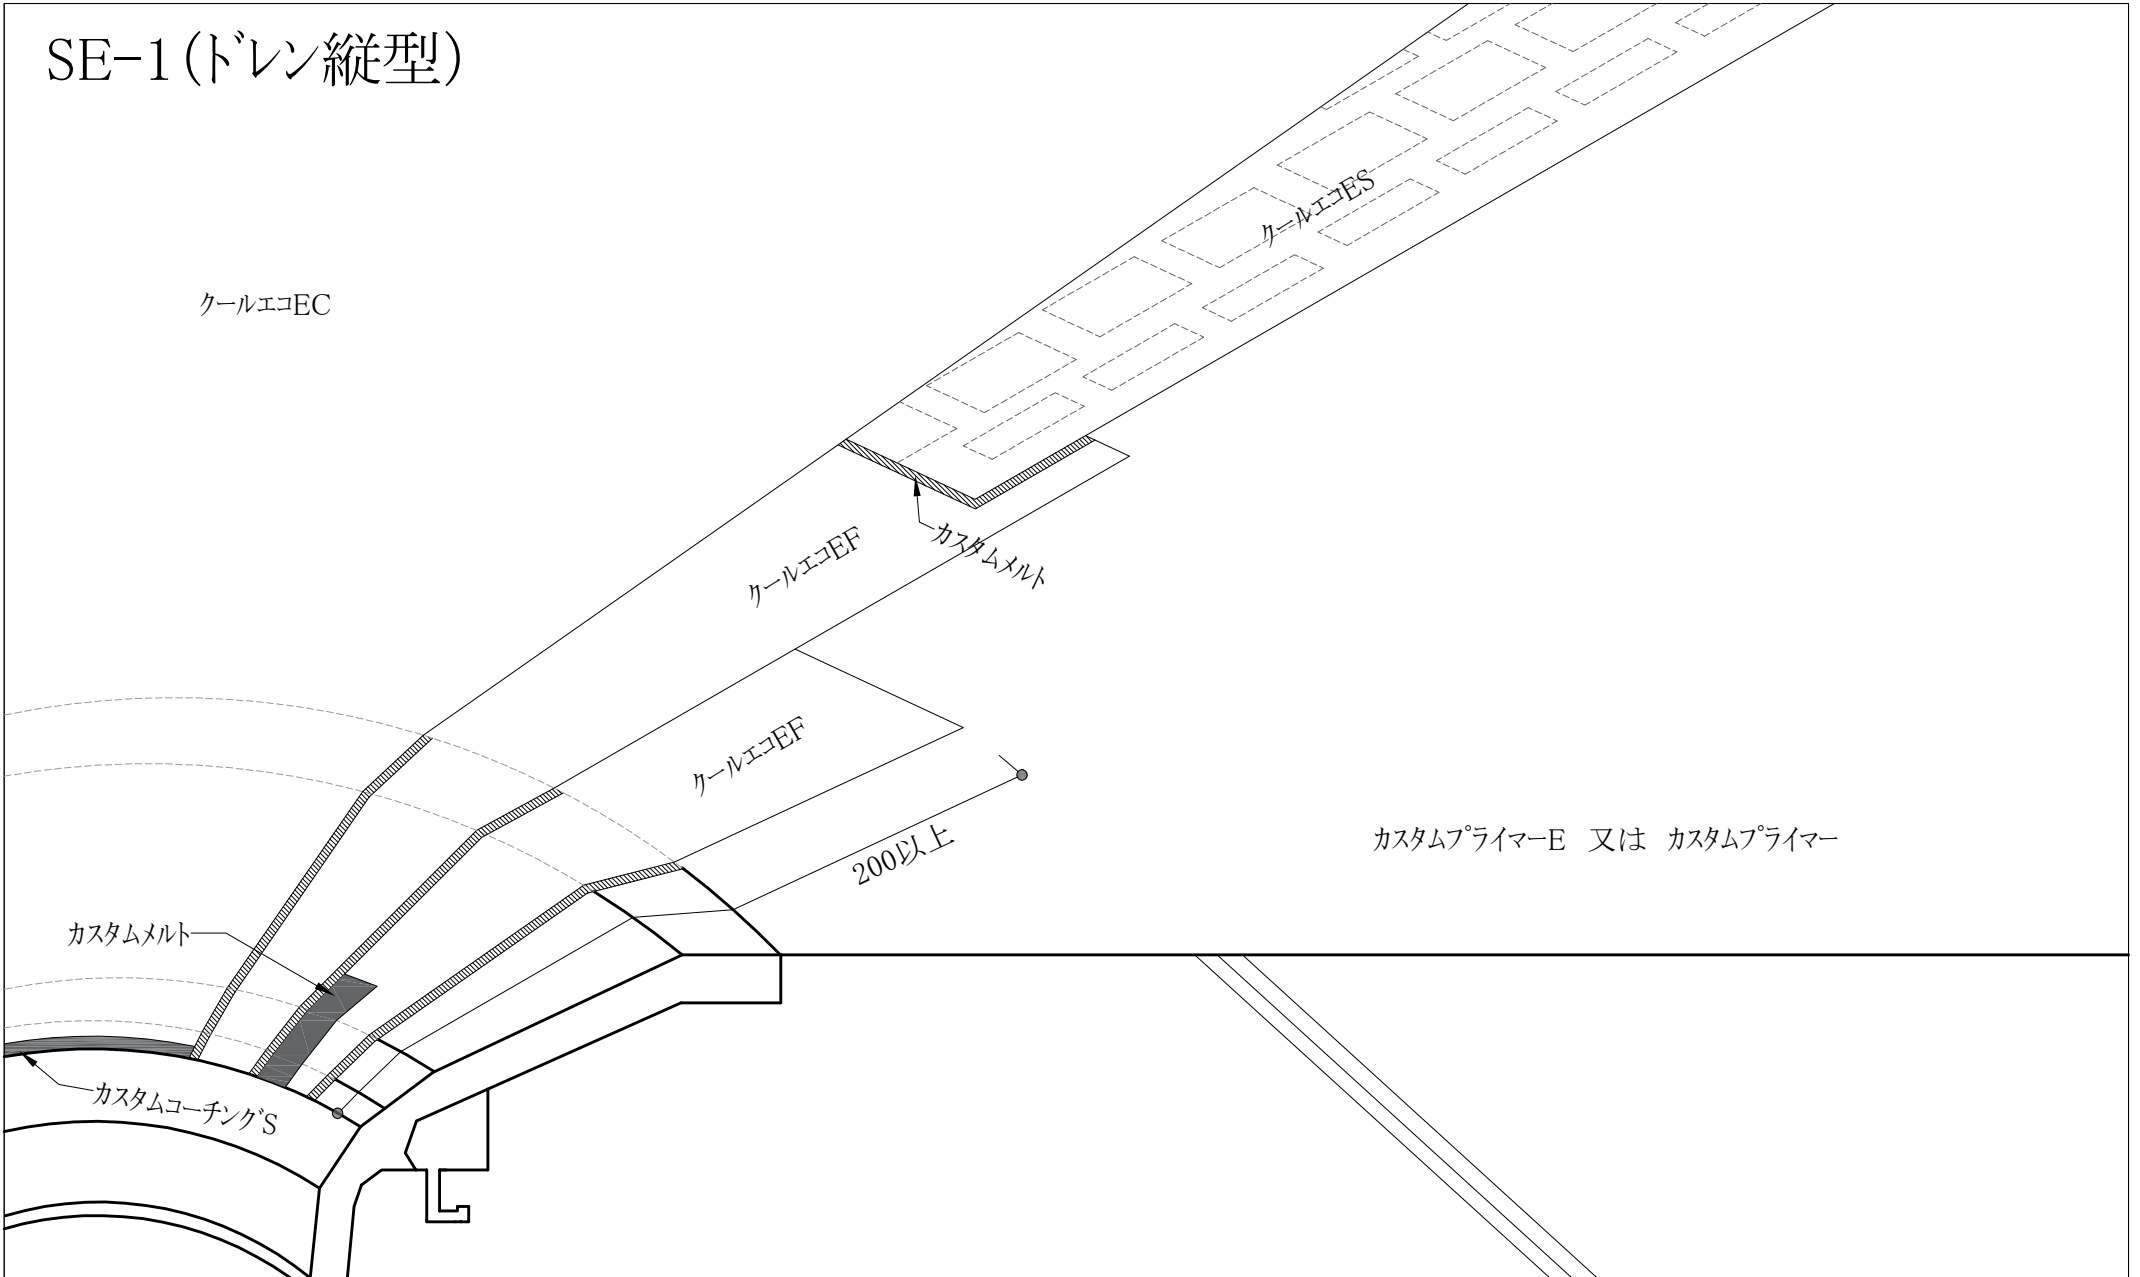 SE-1(ドレン縦型)
クールエコES
クールエコEC
カスタムメルト
クールエコEF
クールエコEF
200以上
カスタムプライマーE 又は カスタムプライマー
カスタムメルト
カスタムコーチングS